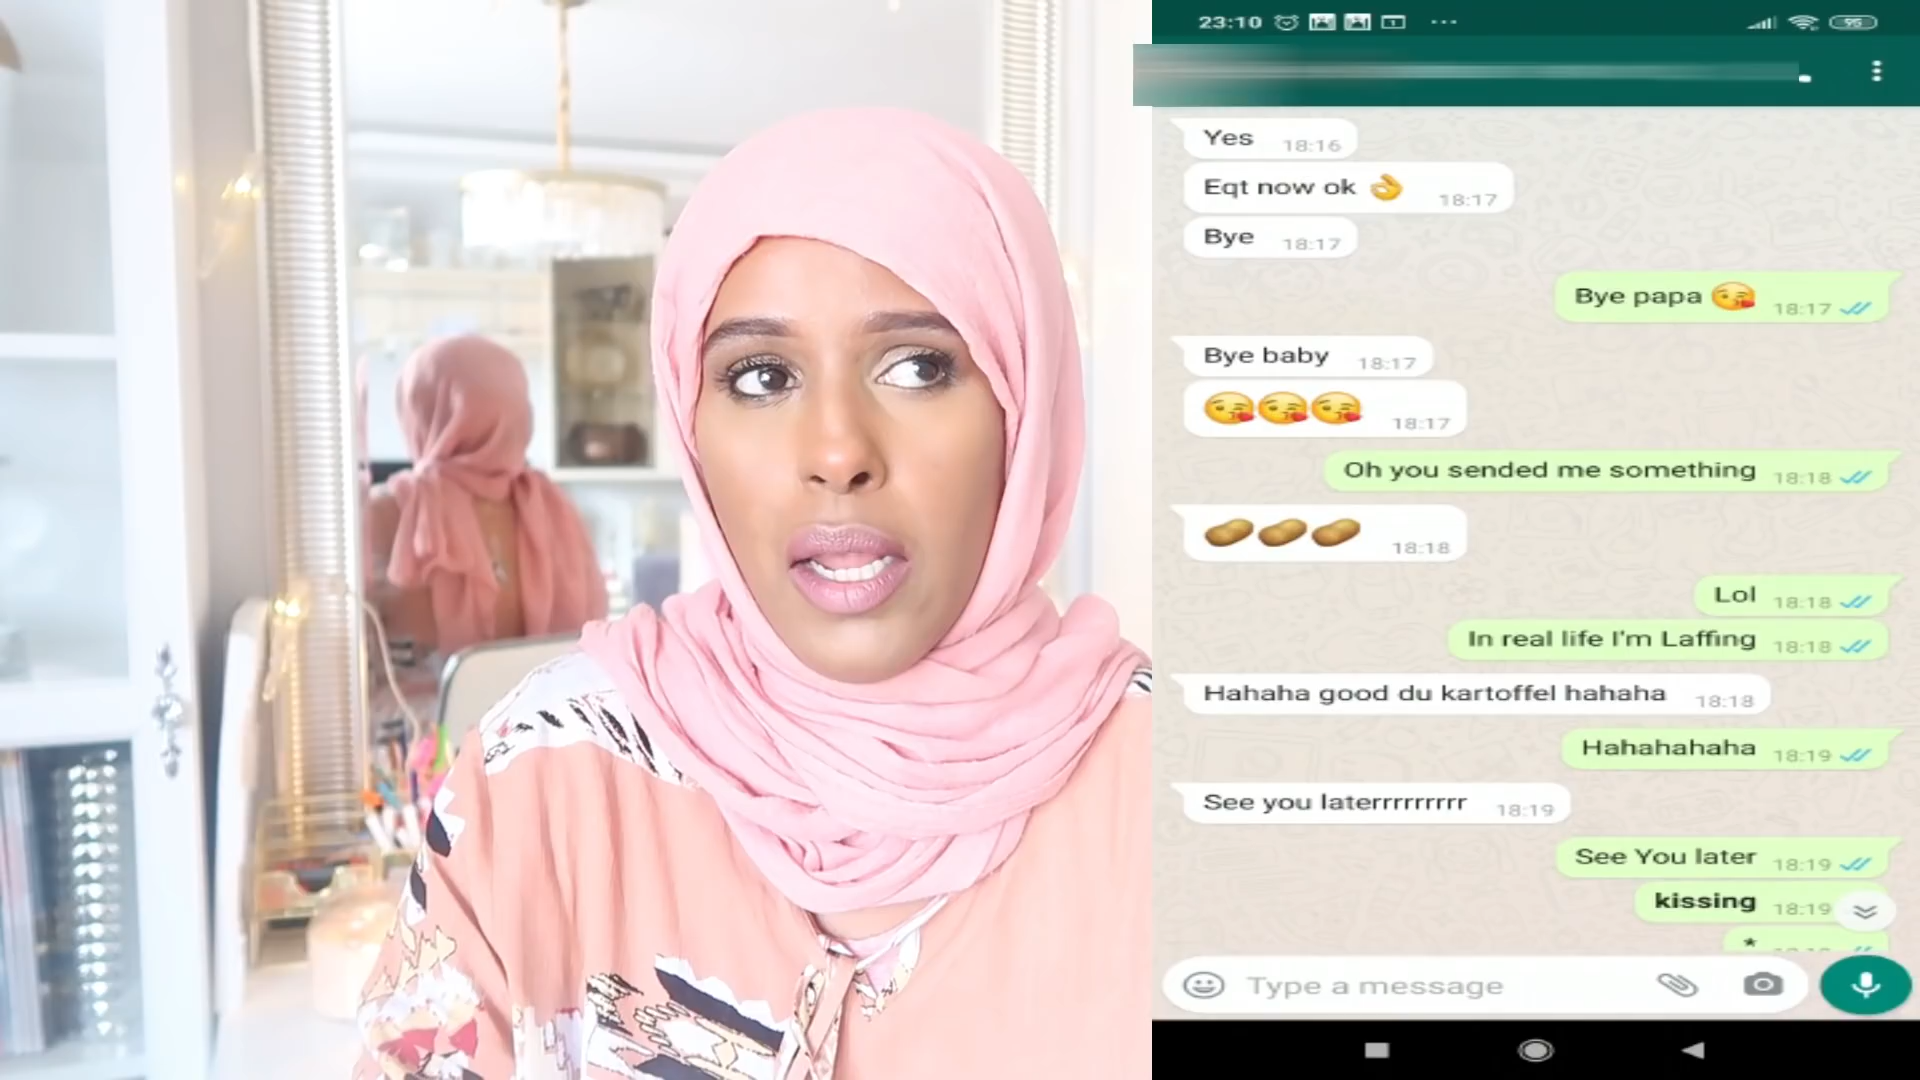 23:10
95
Yes 18:16
Eqt now ok 👌 18:17
Bye 18:17
Bye papa 😘 18:17
Bye baby 18:17
😘😘😘 18:17
Oh you sended me something 18:18
🥔🥔🥔 18:18
Lol 18:18
In real life I'm Laffing 18:18
Hahaha good du kartoffel hahaha 18:18
Hahahahaha 18:19
See you laterrrrrrrrr 18:19
See You later 18:19
kissing 18:19
*
Type a message